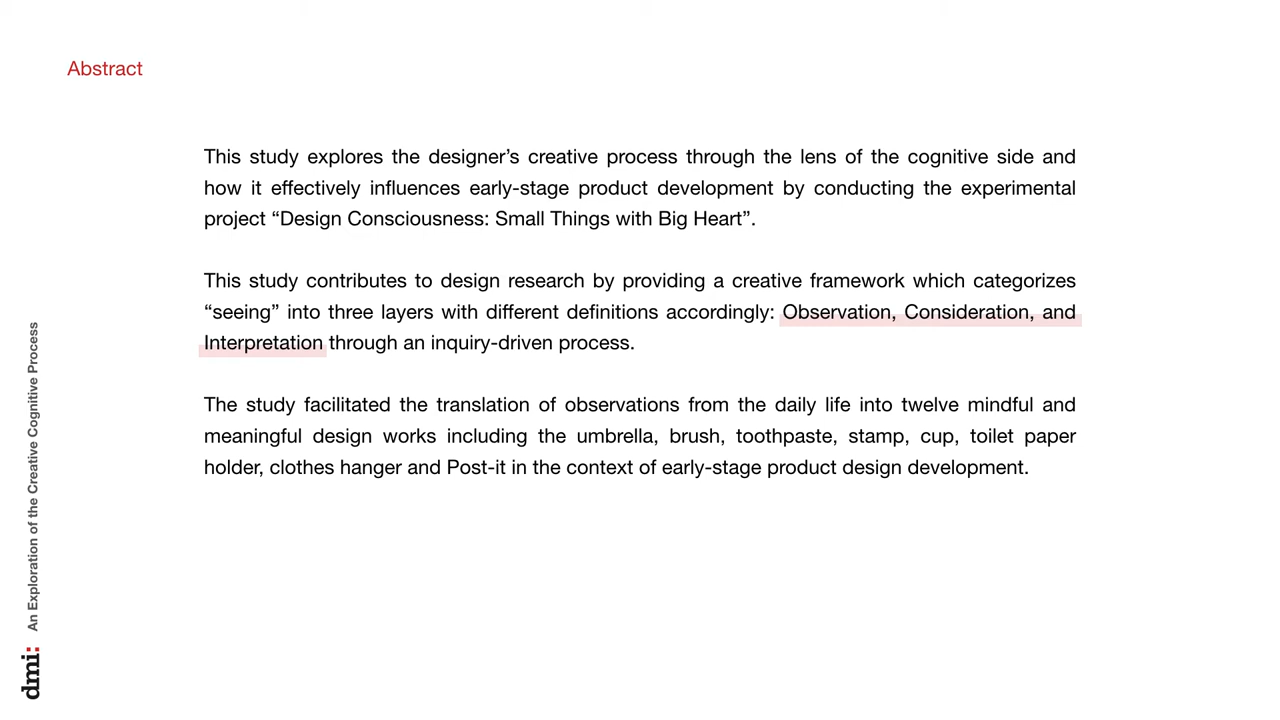 Abstract
This study explores the designer’s creative process through the lens of the cognitive side and
how it effectively influences early-stage product development by conducting the experimental
project “Design Consciousness: Small Things with Big Heart”.
This study contributes to design research by providing a creative framework which categorizes
“seeing” into three layers with different definitions accordingly: Observation, Consideration, and
Interpretation through an inquiry-driven process.
The study facilitated the translation of observations from the daily life into twelve mindful and
meaningful design works including the umbrella, brush, toothpaste, stamp, cup, toilet paper
holder, clothes hanger and Post-it in the context of early-stage product design development.
An Exploration of the Creative Cognitive Process
dmi: